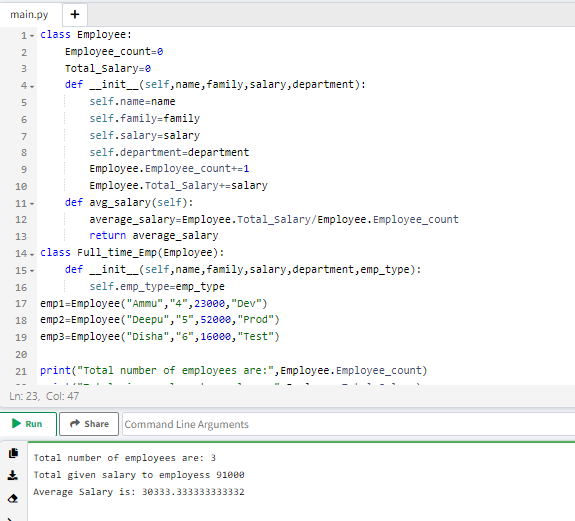 main.py +
1 class Employee:
2 Employee_count=0
3 Total_Salary=0
4 def __init__(self,name,family,salary,department):
5 self.name=name
6 self.family=family
7 self.salary=salary
8 self.department=department
9 Employee.Employee_count+=1
10 Employee.Total_Salary+=salary
11 def avg_salary(self):
12 average_salary=Employee.Total_Salary/Employee.Employee_count
13 return average_salary
14 class Full_time_Emp(Employee):
15 def __init__(self,name,family,salary,department,emp_type):
16 self.emp_type=emp_type
17 emp1=Employee("Ammu","4",23000,"Dev")
18 emp2=Employee("Deepu","5",52000,"Prod")
19 emp3=Employee("Disha","6",16000,"Test")
20
21 print("Total number of employees are:",Employee.Employee_count)
Ln: 23, Col: 47
Run Share Command Line Arguments
Total number of employees are: 3
Total given salary to employess 91000
Average Salary is: 30333.333333333332